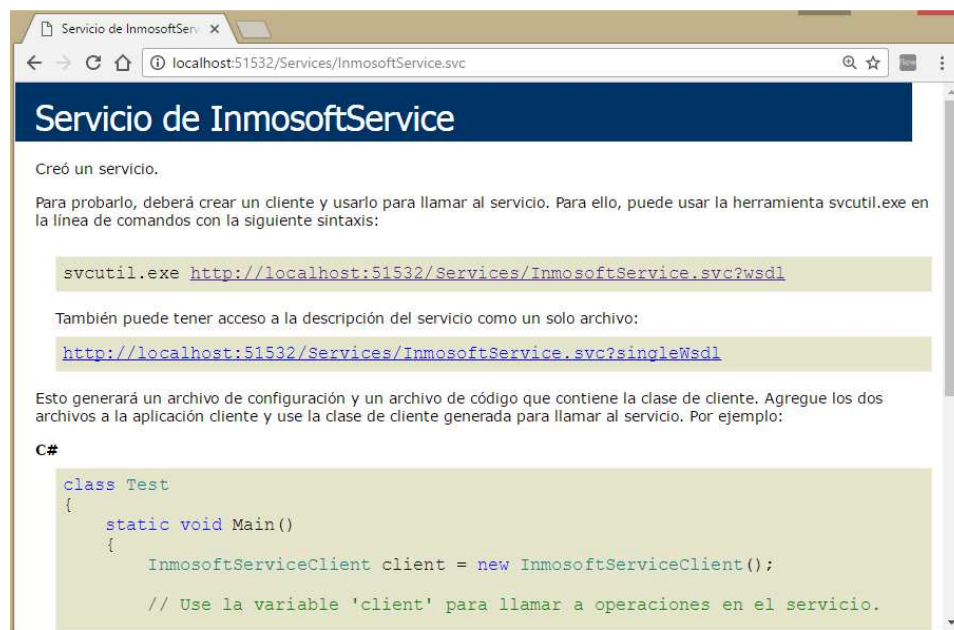 Servicio de InmosoftServ
localhost:51532/Services/InmosoftService.svc
Servicio de InmosoftService
Creó un servicio.
Para probarlo, deberá crear un cliente y usarlo para llamar al servicio. Para ello, puede usar la herramienta svcutil.exe en
la línea de comandos con la siguiente sintaxis:
svcutil.exe http://localhost:51532/Services/InmosoftService.svc?wsdl
También puede tener acceso a la descripción del servicio como un solo archivo:
http://localhost:51532/Services/InmosoftService.svc?singleWsdl
Esto generará un archivo de configuración y un archivo de código que contiene la clase de cliente. Agregue los dos
archivos a la aplicación cliente y use la clase de cliente generada para llamar al servicio. Por ejemplo:
C#
class Test
{
static void Main()
{
InmosoftServiceClient client = new InmosoftServiceClient();
// Use la variable 'client' para llamar a operaciones en el servicio.